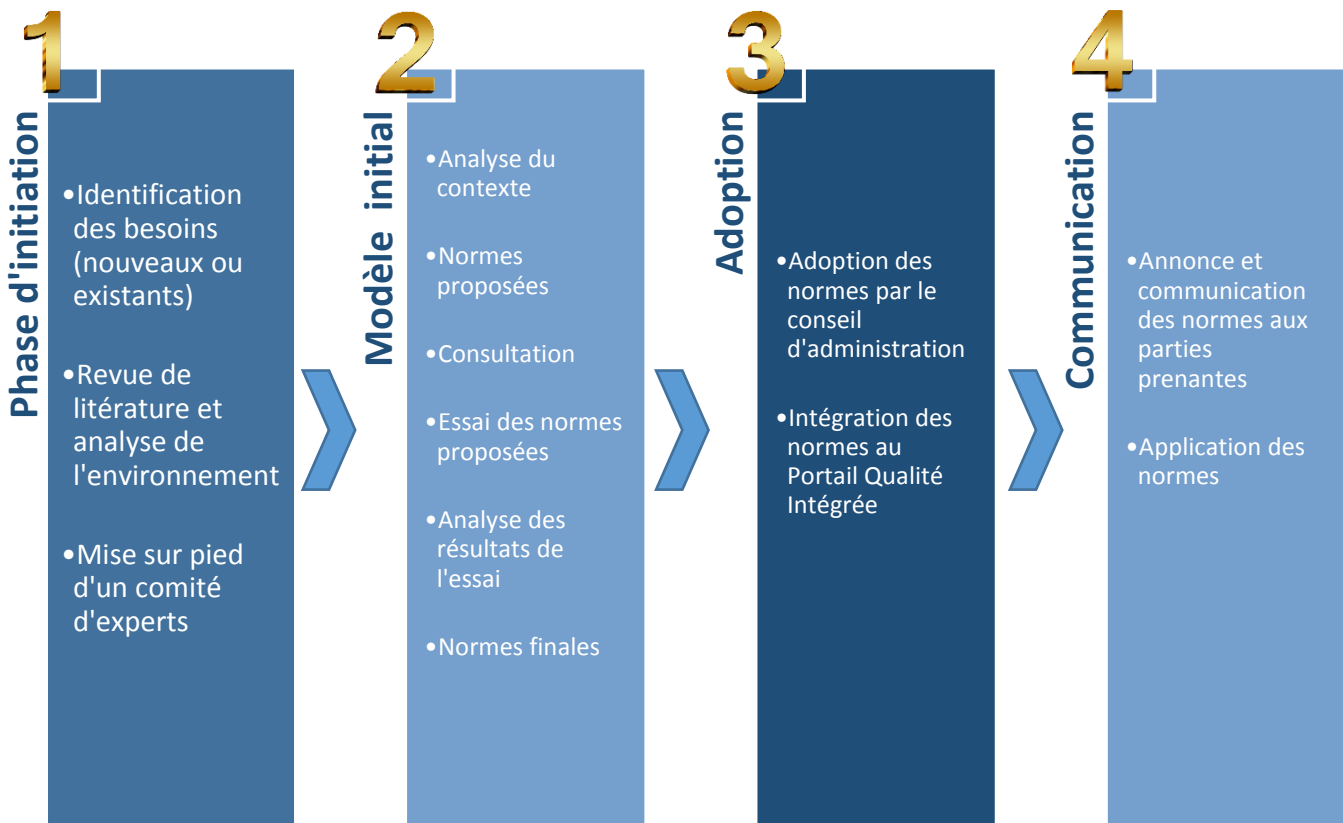 1
Phase d'initiation
•Identification
des besoins
(nouveaux ou
existants)
•Revue de
litérature et
analyse de
l'environnement
•Mise sur pied
d'un comité
d'experts
2
Modèle initial
•Analyse du
contexte
•Normes
proposées
•Consultation
•Essai des normes
proposées
•Analyse des
résultats de
l'essai
•Normes finales
3
Adoption
•Adoption des
normes par le
conseil
d'administration
•Intégration des
normes au
Portail Qualité
Intégrée
4
Communication
•Annonce et
communication
des normes aux
parties
prenantes
•Application des
normes